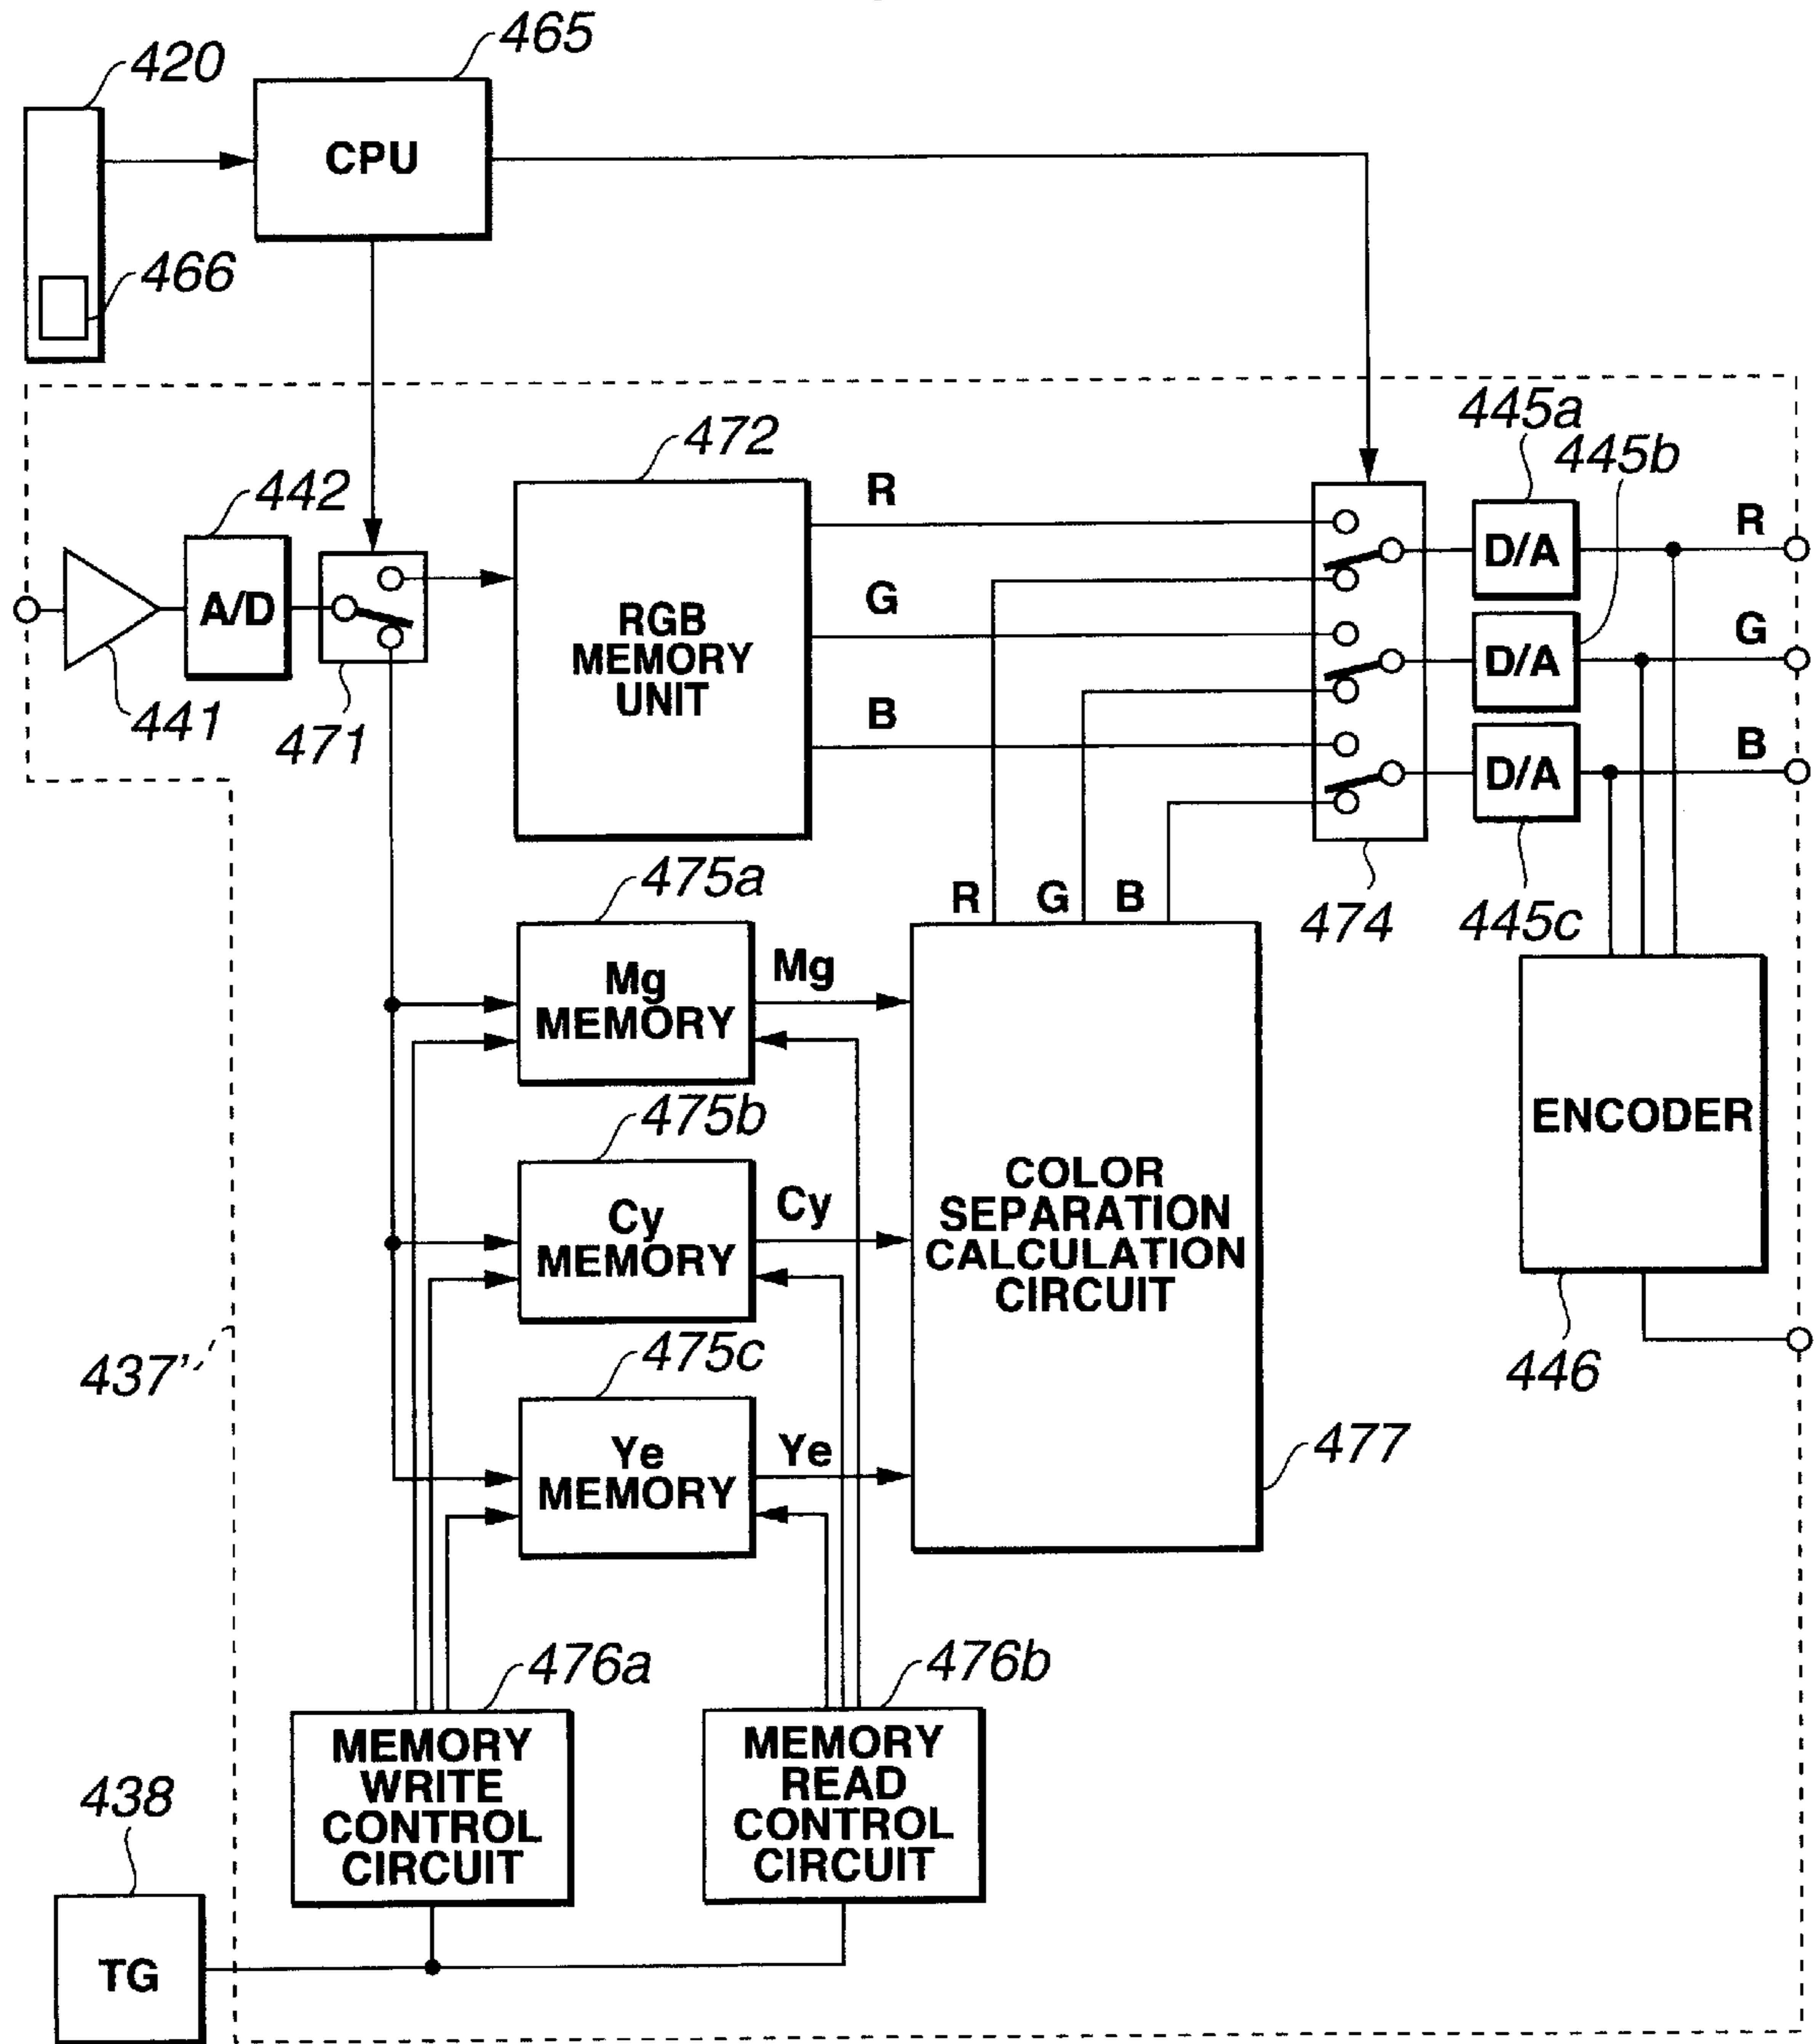 465
420
CPU
466
445a
472
445b
442
R
R
D/A
A/D
G
RGB
MEMORY
UNIT
G
D/A
441
471
B
B
D/A
475a
R G B
474
445c
Mg
MEMORY
Mg
475b
ENCODER
Cy
MEMORY
Cy
COLOR
SEPARATION
CALCULATION
CIRCUIT
437'
475c
446
Ye
MEMORY
Ye
477
476a
476b
MEMORY
WRITE
CONTROL
CIRCUIT
MEMORY
READ
CONTROL
CIRCUIT
438
TG